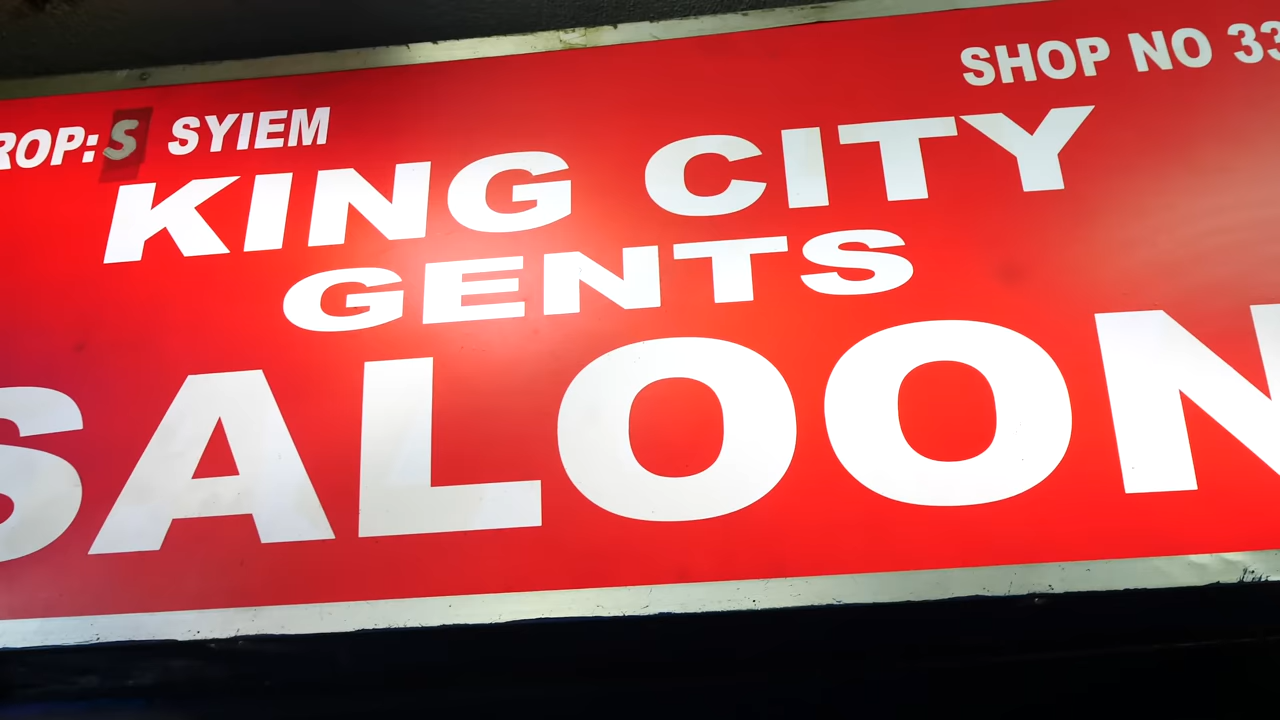 SHOP NO 33
ROP: S SYIEM
KING CITY
GENTS
SALOON